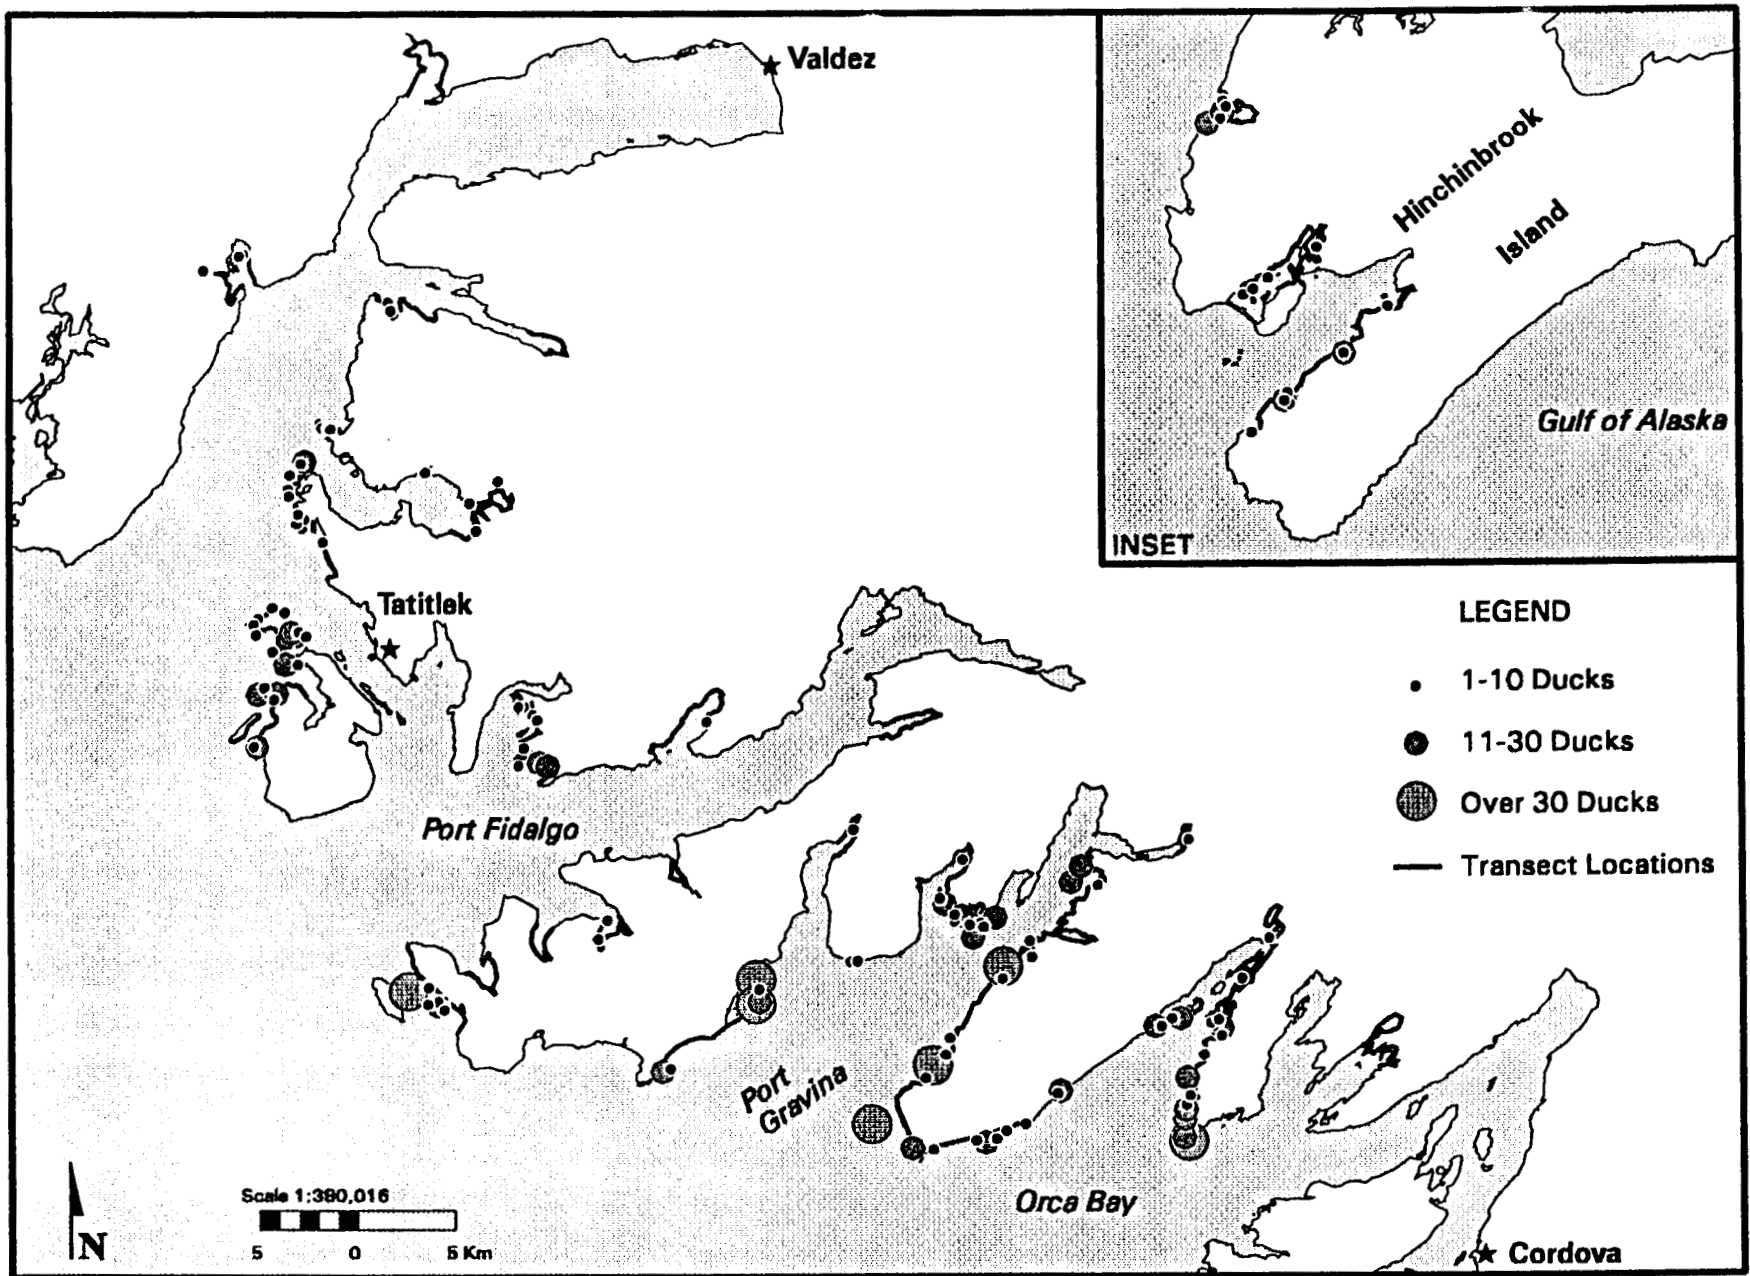 Valdez
Hinchinbrook
Island
Gulf of Alaska
INSET
Tatitlek
LEGEND
1-10 Ducks
11-30 Ducks
Over 30 Ducks
Transect Locations
Port Fidalgo
Port
Gravina
Orca Bay
Scale 1:380,016
5 0 5 Km
N
Cordova